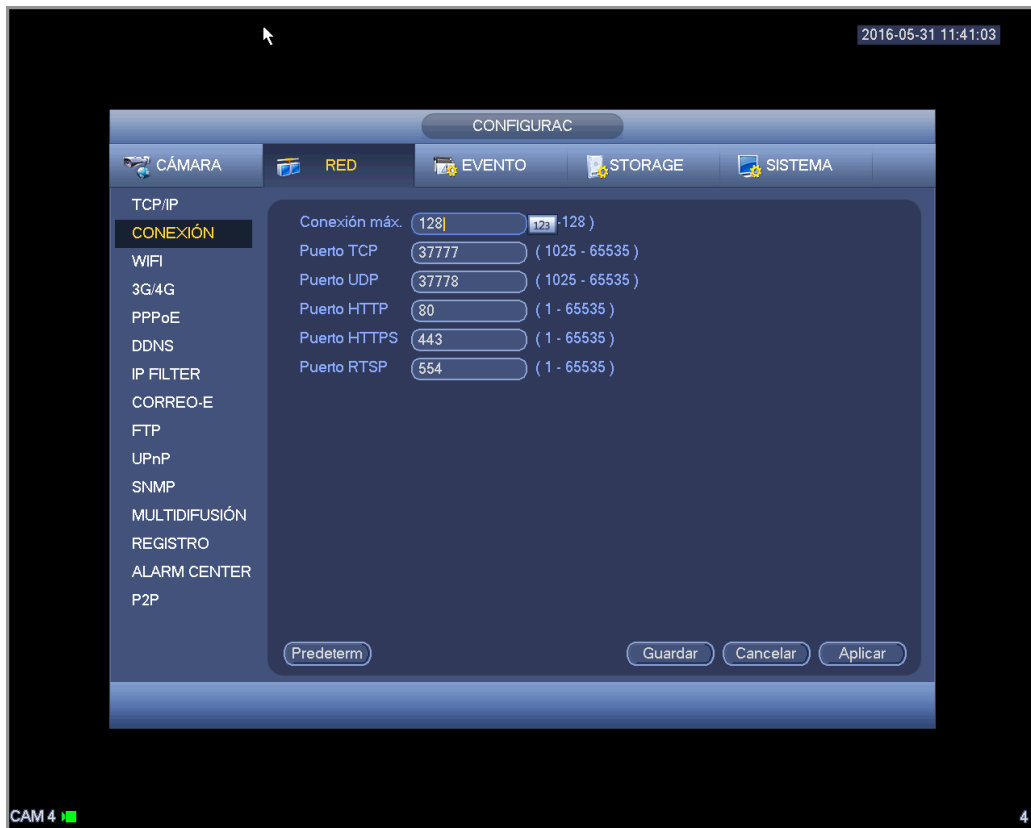 2016-05-31 11:41:03
CONFIGURAC
CÁMARA RED EVENTO STORAGE SISTEMA
TCP/IP
CONEXIÓN
WIFI
3G/4G
PPPoE
DDNS
IP FILTER
CORREO-E
FTP
UPnP
SNMP
MULTIDIFUSIÓN
REGISTRO
ALARM CENTER
P2P
Conexión máx. 128 123 -128 )
Puerto TCP 37777 ( 1025 - 65535 )
Puerto UDP 37778 ( 1025 - 65535 )
Puerto HTTP 80 ( 1 - 65535 )
Puerto HTTPS 443 ( 1 - 65535 )
Puerto RTSP 554 ( 1 - 65535 )
Predeterm Guardar Cancelar Aplicar
CAM 4 4